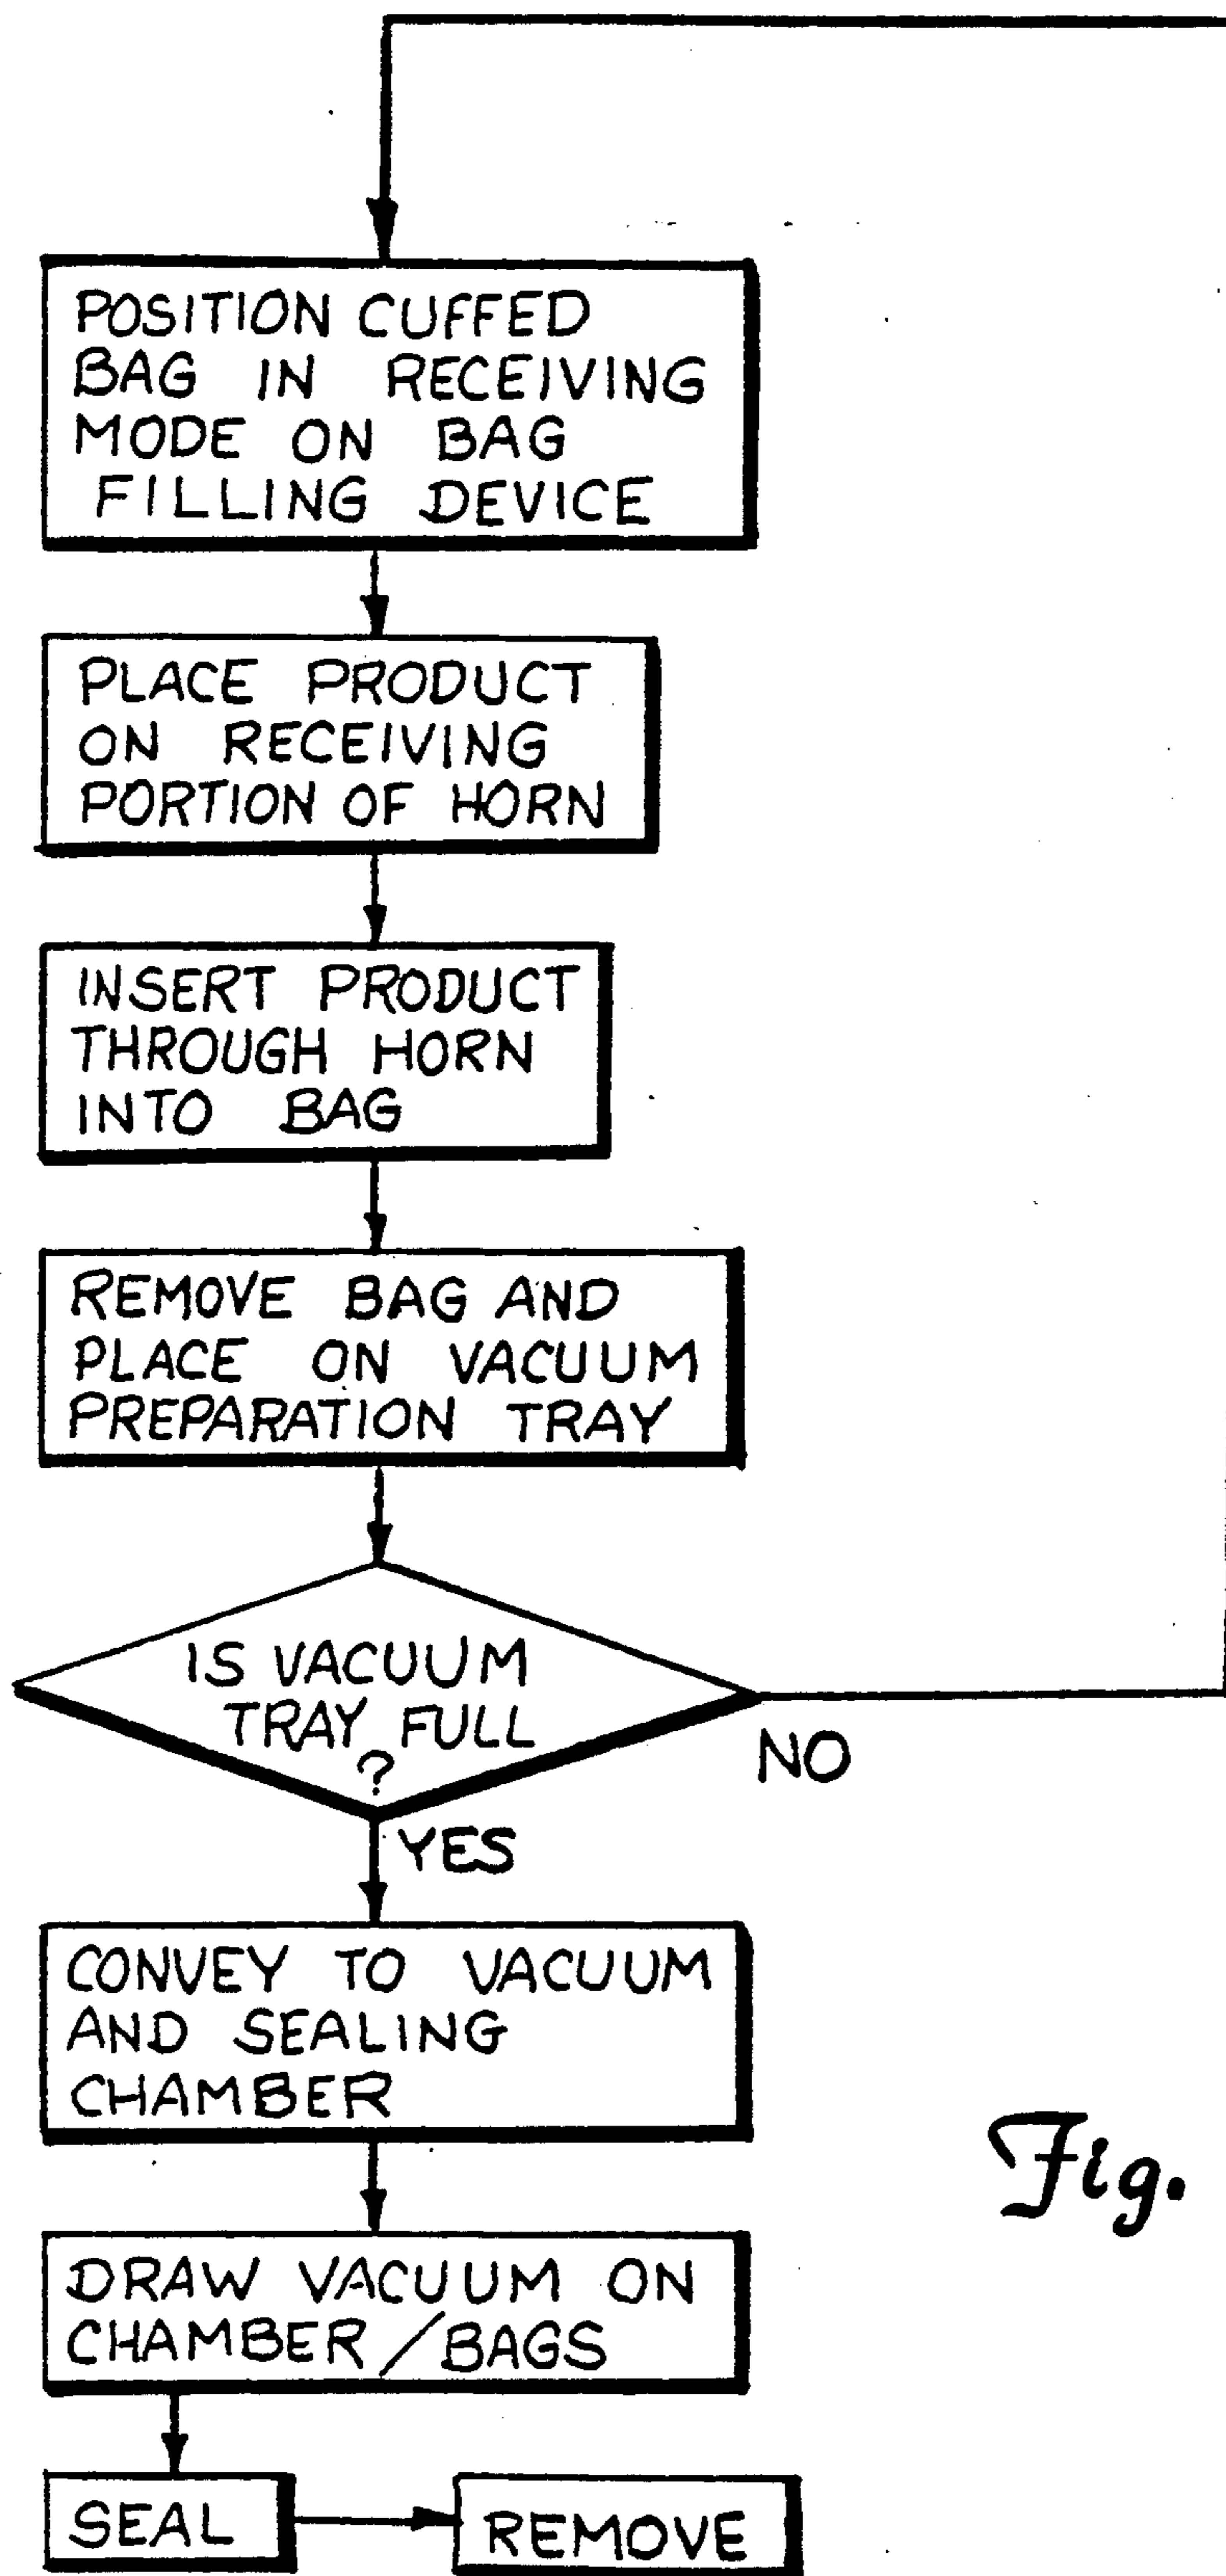 POSITION CUFFED
BAG IN RECEIVING
MODE ON BAG
FILLING DEVICE
PLACE PRODUCT
ON RECEIVING
PORTION OF HORN
INSERT PRODUCT
THROUGH HORN
INTO BAG
REMOVE BAG AND
PLACE ON VACUUM
PREPARATION TRAY
IS VACUUM
TRAY FULL
?
NO
YES
CONVEY TO VACUUM
AND SEALING
CHAMBER
Fig.
DRAW VACUUM ON
CHAMBER/BAGS
SEAL
REMOVE